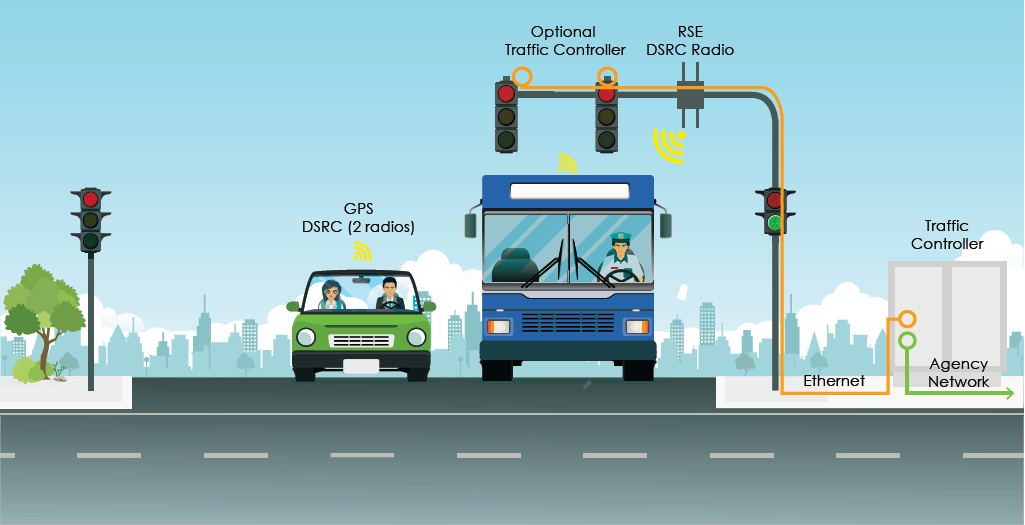 Optional
Traffic Controller
RSE
DSRC Radio
GPS
DSRC (2 radios)
Traffic
Controller
Ethernet
Agency
Network